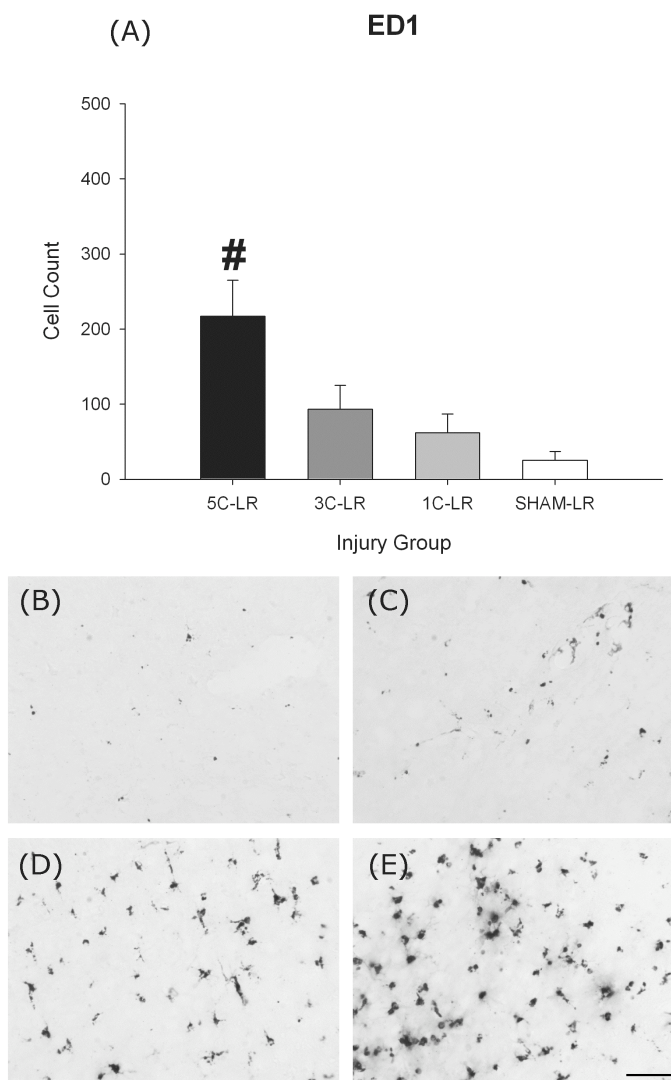 (A) ED1
500
400
300
200
100
0
Cell Count
#
5C-LR 3C-LR 1C-LR SHAM-LR
Injury Group
(B) (C)
(D) (E)